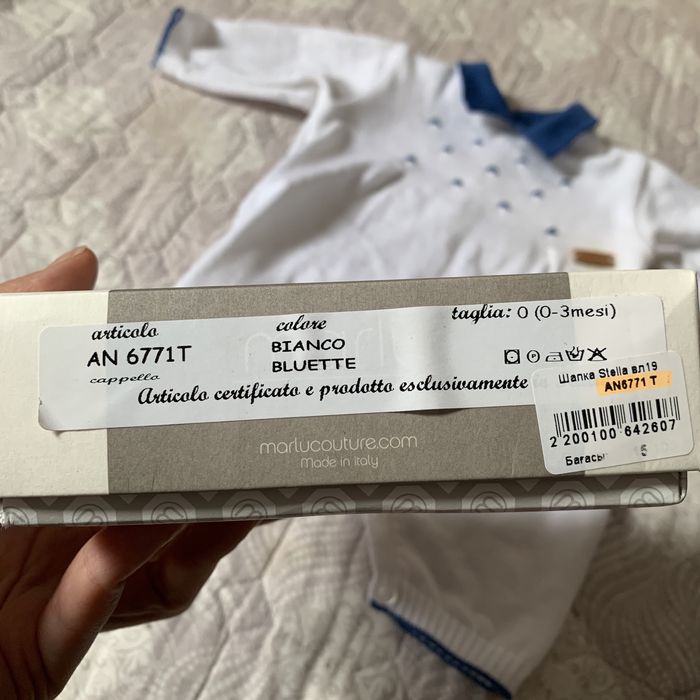 articolo
AN 6771T
cappello
colore
BIANCO
BLUETTE
taglia: 0 (0-3mesi)
Articolo certificato e prodotto esclusivamente
marlucouture.com
Made in italy
Шапка Stella вл19
AN6771 T
2 200100 642607
Бағасы